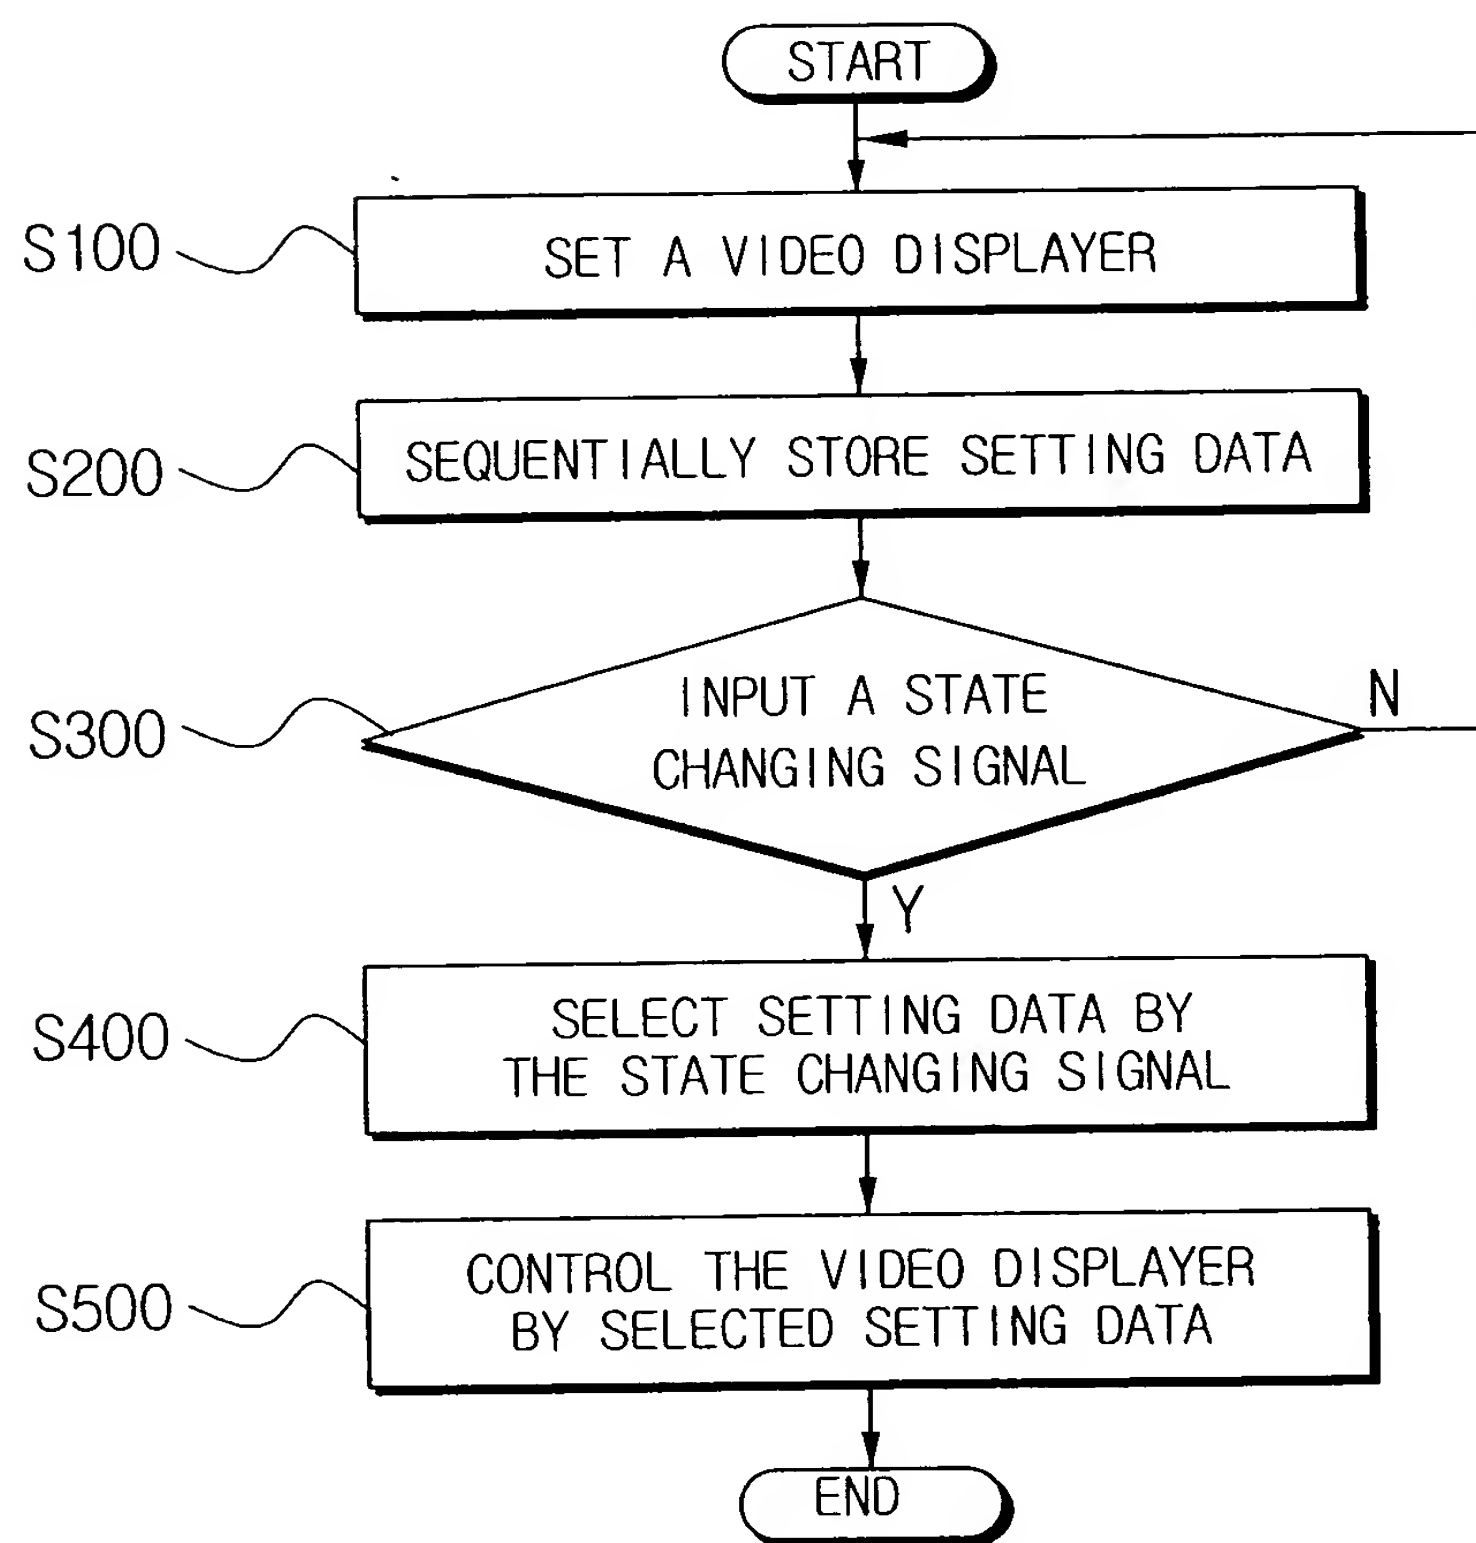 START
S100
SET A VIDEO DISPLAYER
S200
SEQUENTIALLY STORE SETTING DATA
S300
INPUT A STATE
CHANGING SIGNAL
N
Y
S400
SELECT SETTING DATA BY
THE STATE CHANGING SIGNAL
S500
CONTROL THE VIDEO DISPLAYER
BY SELECTED SETTING DATA
END